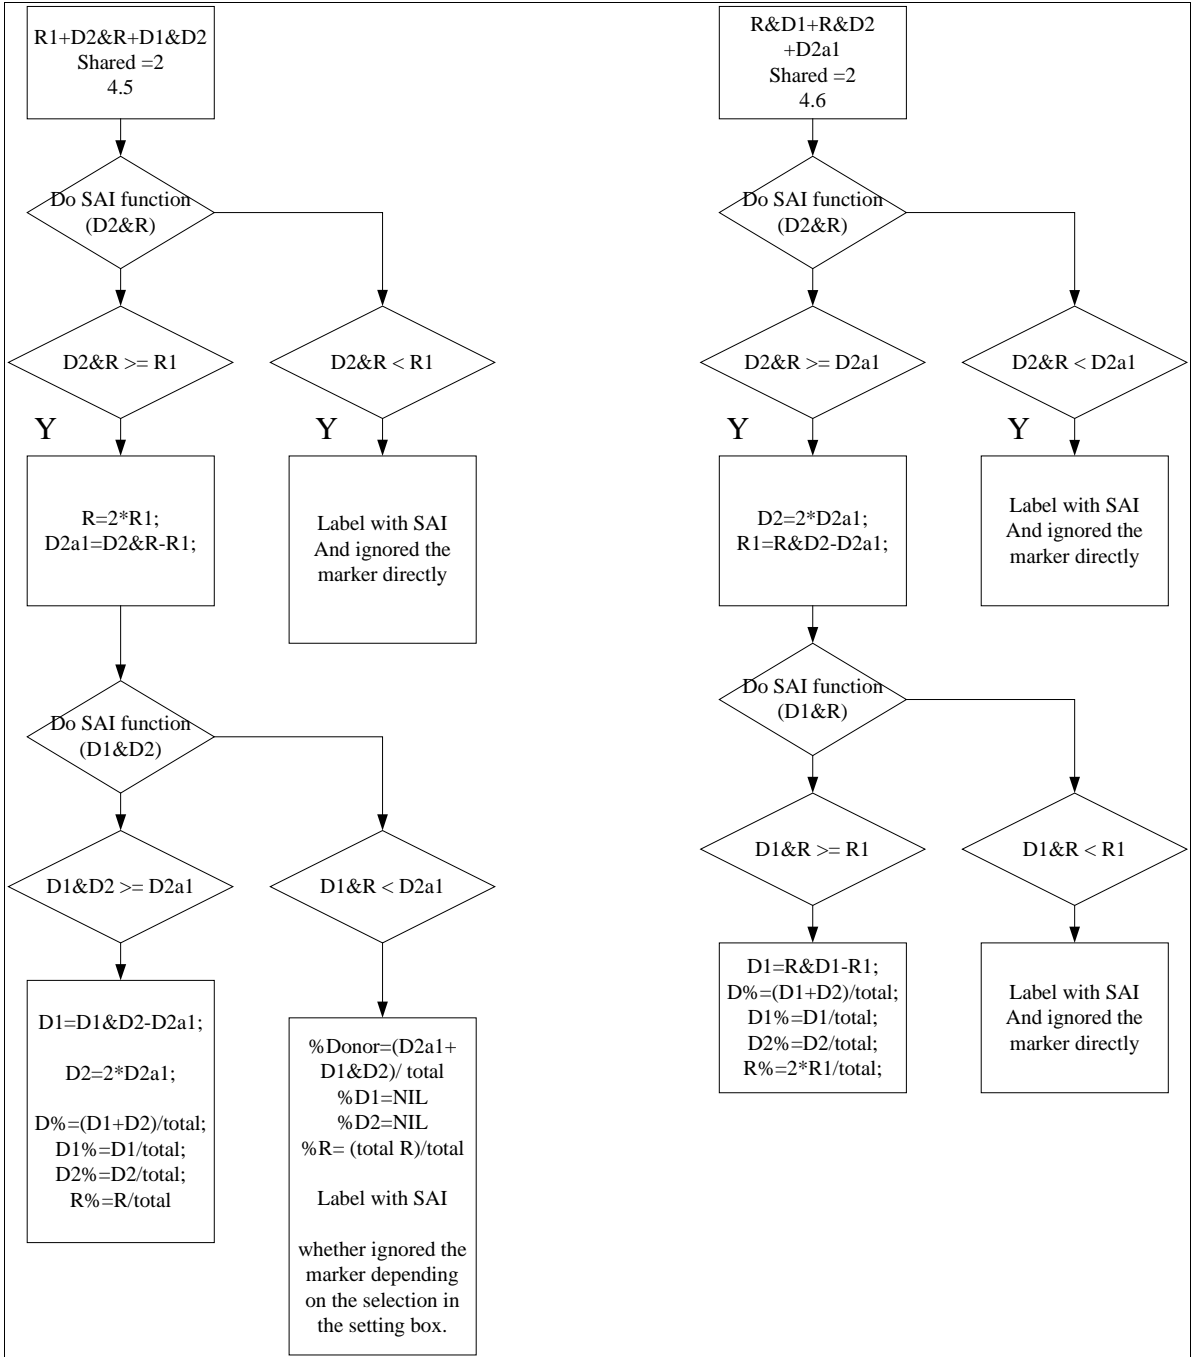 R1+D2&R+D1&D2
Shared =2
4.5
Do SAI function
(D2&R)
D2&R >= R1
D2&R < R1
Y
Y
R=2*R1;
D2a1=D2&R-R1;
Label with SAI
And ignored the
marker directly
Do SAI function
(D1&D2)
D1&D2 >= D2a1
D1&R < D2a1
D1=D1&D2-D2a1;
D2=2*D2a1;
D%=(D1+D2)/total;
D1%=D1/total;
D2%=D2/total;
R%=R/total
%Donor=(D2a1+
D1&D2)/ total
%D1=NIL
%D2=NIL
%R= (total R)/total
Label with SAI
whether ignored the
marker depending
on the selection in
the setting box.
R&D1+R&D2
+D2a1
Shared =2
4.6
Do SAI function
(D2&R)
D2&R >= D2a1
D2&R < D2a1
Y
Y
D2=2*D2a1;
R1=R&D2-D2a1;
Label with SAI
And ignored the
marker directly
Do SAI function
(D1&R)
D1&R >= R1
D1&R < R1
D1=R&D1-R1;
D%=(D1+D2)/total;
D1%=D1/total;
D2%=D2/total;
R%=2*R1/total;
Label with SAI
And ignored the
marker directly